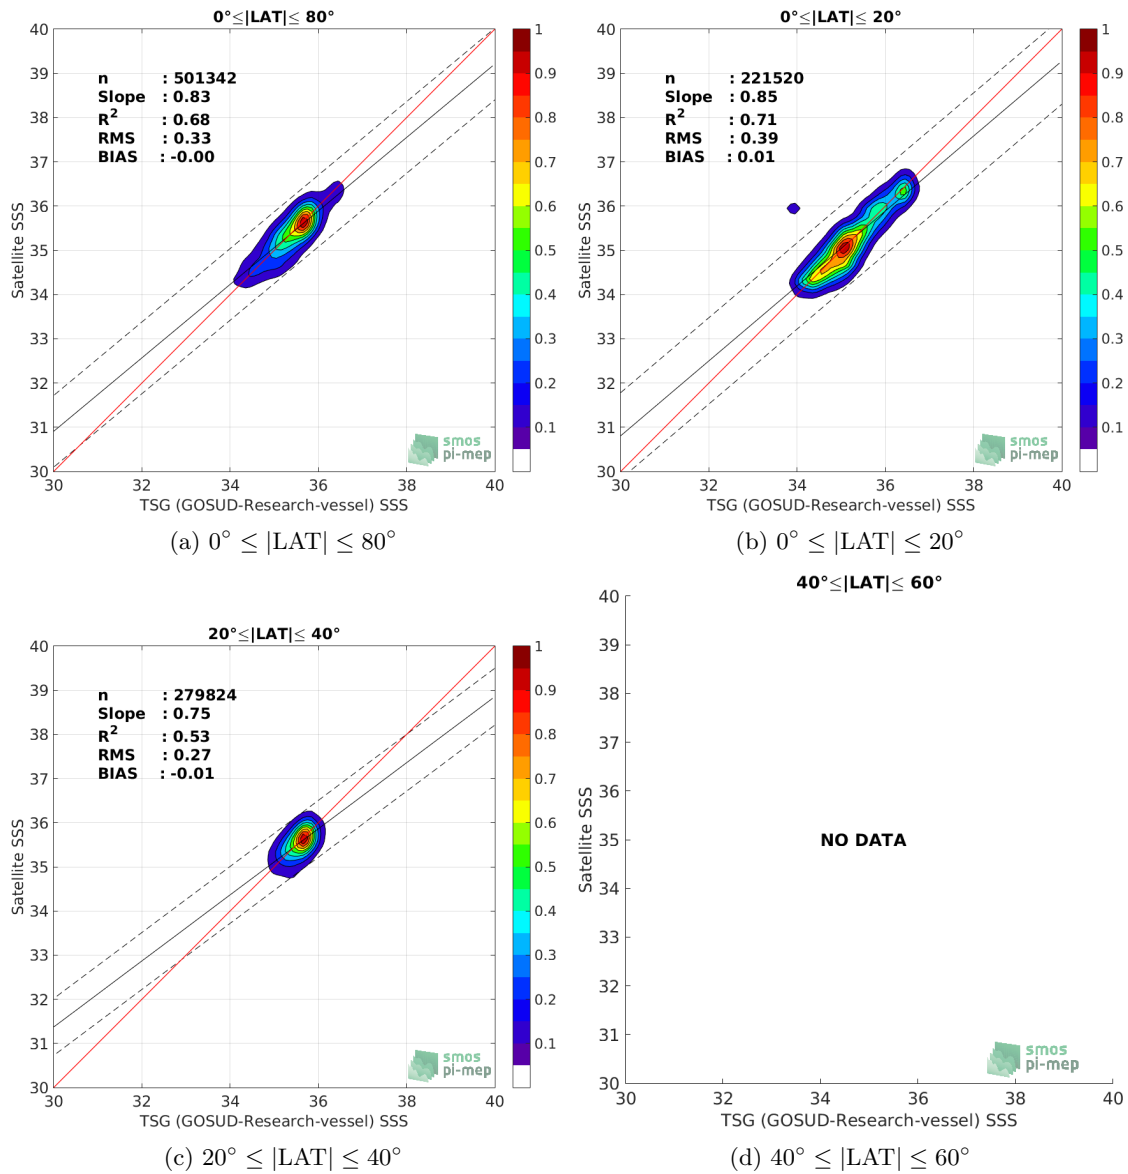 0°≤|LAT|≤ 80°
40
39
38
37
36
35
34
33
32
31
30
Satellite SSS
n : 501342
Slope : 0.83
R2 : 0.68
RMS : 0.33
BIAS : -0.00
smos
pi-mep
30 32 34 36 38 40
TSG (GOSUD-Research-vessel) SSS
1
0.9
0.8
0.7
0.6
0.5
0.4
0.3
0.2
0.1
(a) 0° ≤ |LAT| ≤ 80°
0°≤|LAT|≤ 20°
40
39
38
37
36
35
34
33
32
31
30
Satellite SSS
n : 221520
Slope : 0.85
R2 : 0.71
RMS : 0.39
BIAS : 0.01
smos
pi-mep
30 32 34 36 38 40
TSG (GOSUD-Research-vessel) SSS
1
0.9
0.8
0.7
0.6
0.5
0.4
0.3
0.2
0.1
(b) 0° ≤ |LAT| ≤ 20°
20°≤|LAT|≤ 40°
40
39
38
37
36
35
34
33
32
31
30
Satellite SSS
n : 279824
Slope : 0.75
R2 : 0.53
RMS : 0.27
BIAS : -0.01
smos
pi-mep
30 32 34 36 38 40
TSG (GOSUD-Research-vessel) SSS
1
0.9
0.8
0.7
0.6
0.5
0.4
0.3
0.2
0.1
(c) 20° ≤ |LAT| ≤ 40°
40°≤|LAT|≤ 60°
40
39
38
37
36
35
34
33
32
31
30
Satellite SSS
NO DATA
smos
pi-mep
30 32 34 36 38 40
TSG (GOSUD-Research-vessel) SSS
(d) 40° ≤ |LAT| ≤ 60°